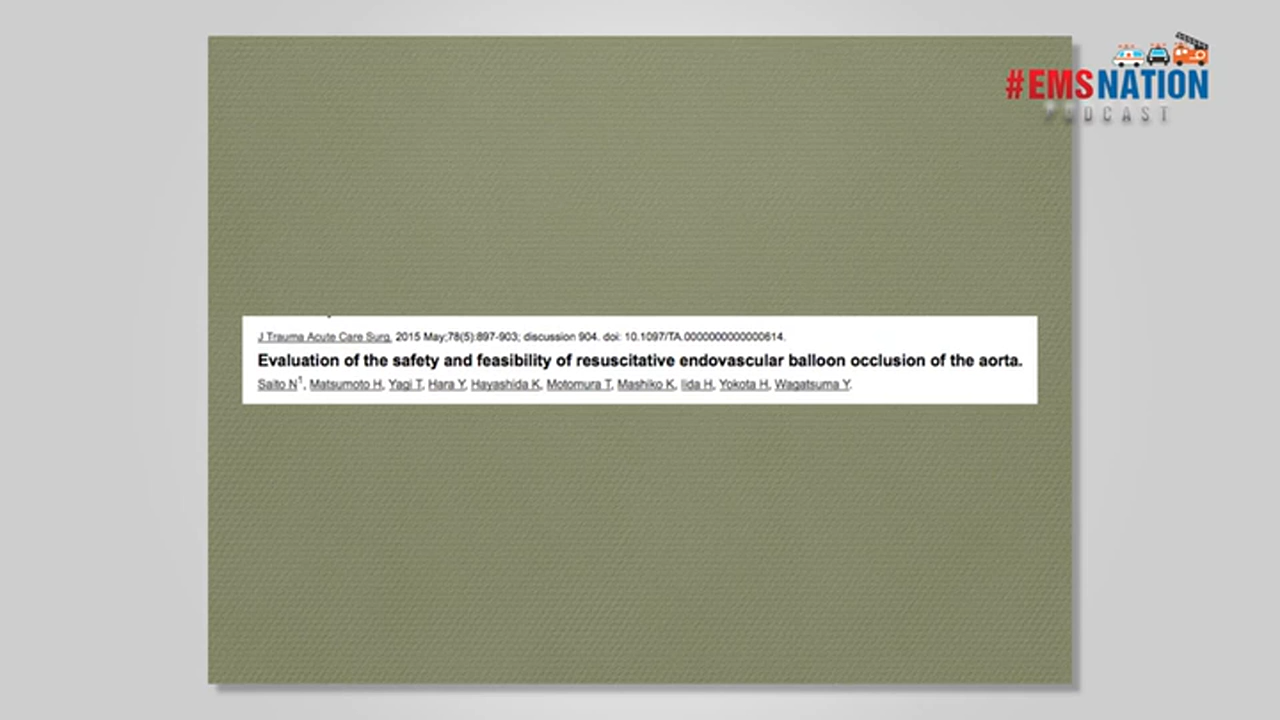 #EMSNATION
PODCAST
J Trauma Acute Care Surg. 2015 May;78(5):897-903; discussion 904. doi: 10.1097/TA.0000000000000614.
Evaluation of the safety and feasibility of resuscitative endovascular balloon occlusion of the aorta.
Saito N1, Matsumoto H, Yagi T, Hara Y, Hayashida K, Motomura T, Mashiko K, Iida H, Yokota H, Wagatsuma Y.